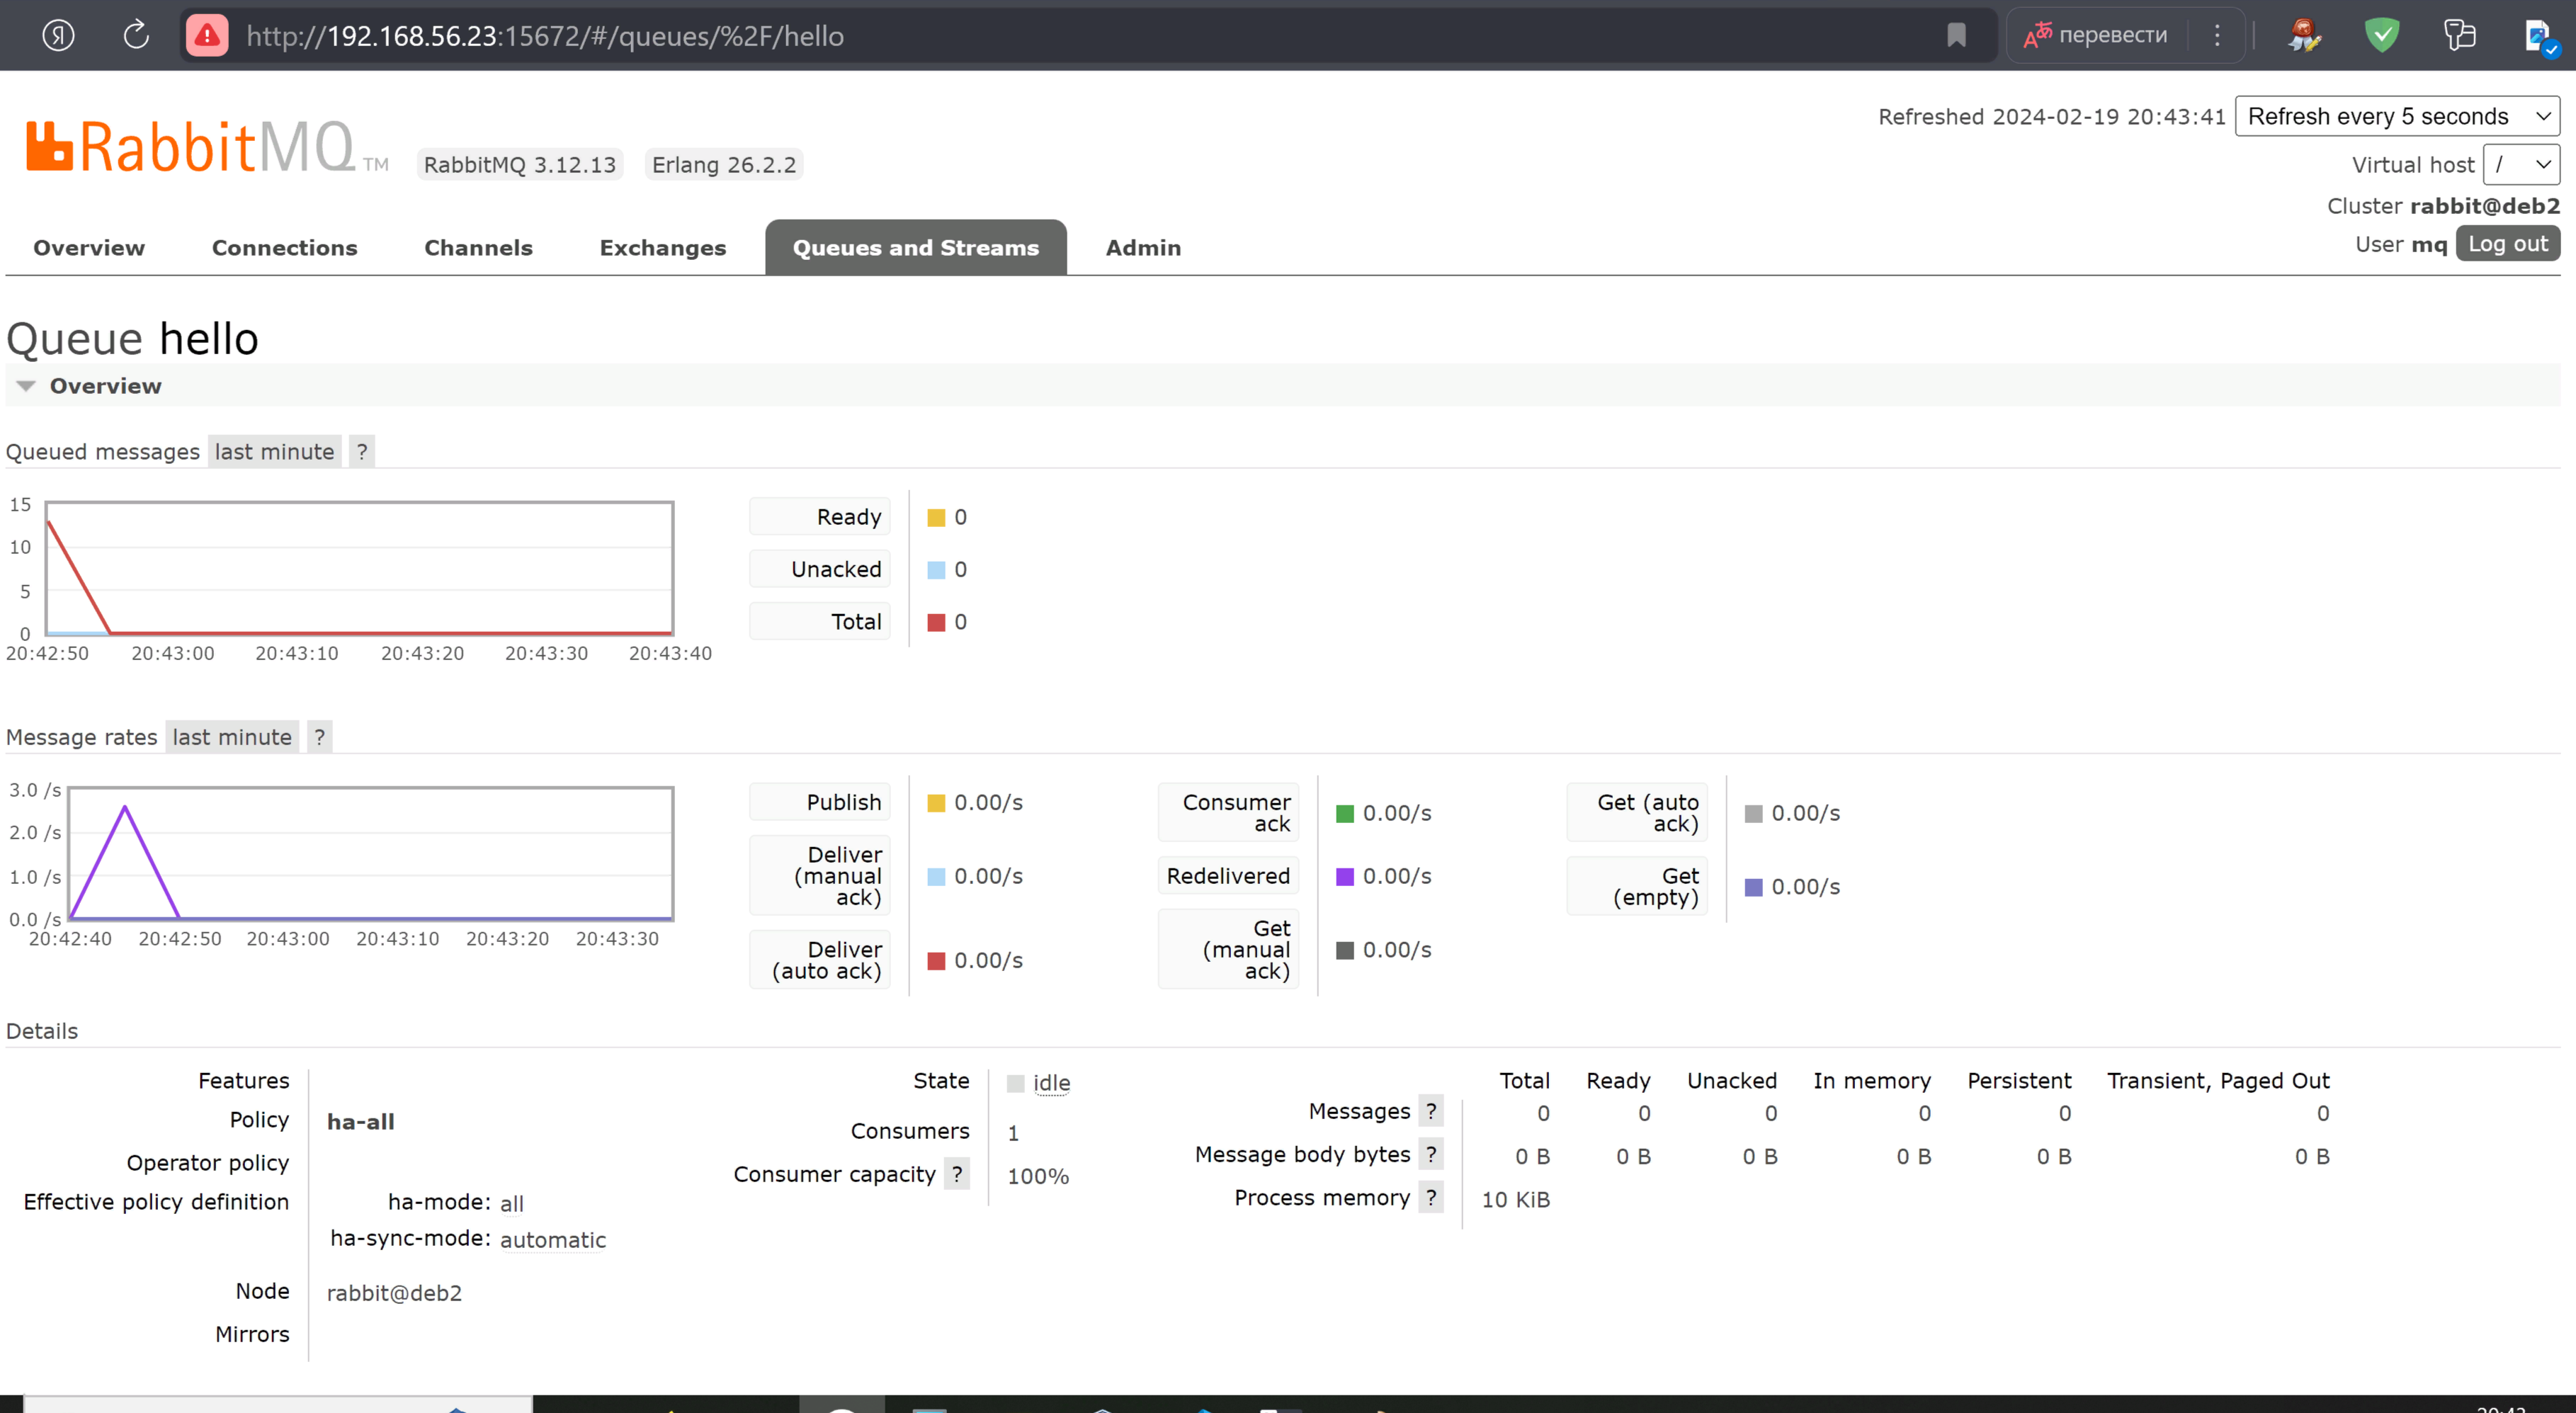 http://192.168.56.23:15672/#/queues/%2F/hello
перевести
RabbitMQ TM
RabbitMQ 3.12.13
Erlang 26.2.2
Refreshed 2024-02-19 20:43:41
Refresh every 5 seconds
Virtual host /
Cluster rabbit@deb2
User mq Log out
Overview Connections Channels Exchanges Queues and Streams Admin
Queue hello
Overview
Queued messages last minute ?
15
10
5
0
20:42:50 20:43:00 20:43:10 20:43:20 20:43:30 20:43:40
Ready 0
Unacked 0
Total 0
Message rates last minute ?
3.0 /s
2.0 /s
1.0 /s
0.0 /s
20:42:40 20:42:50 20:43:00 20:43:10 20:43:20 20:43:30
Publish 0.00/s
Deliver
(manual 0.00/s
ack)
Deliver
(auto ack) 0.00/s
Consumer
ack 0.00/s
Redelivered 0.00/s
Get
(manual 0.00/s
ack)
Get (auto
ack) 0.00/s
Get
(empty) 0.00/s
Details
Features
Policy ha-all
Operator policy
Effective policy definition ha-mode: all
ha-sync-mode: automatic
Node rabbit@deb2
Mirrors
State idle
Consumers 1
Consumer capacity ? 100%
Total Ready Unacked In memory Persistent Transient, Paged Out
Messages ? 0 0 0 0 0 0
Message body bytes ? 0 B 0 B 0 B 0 B 0 B 0 B
Process memory ? 10 KiB